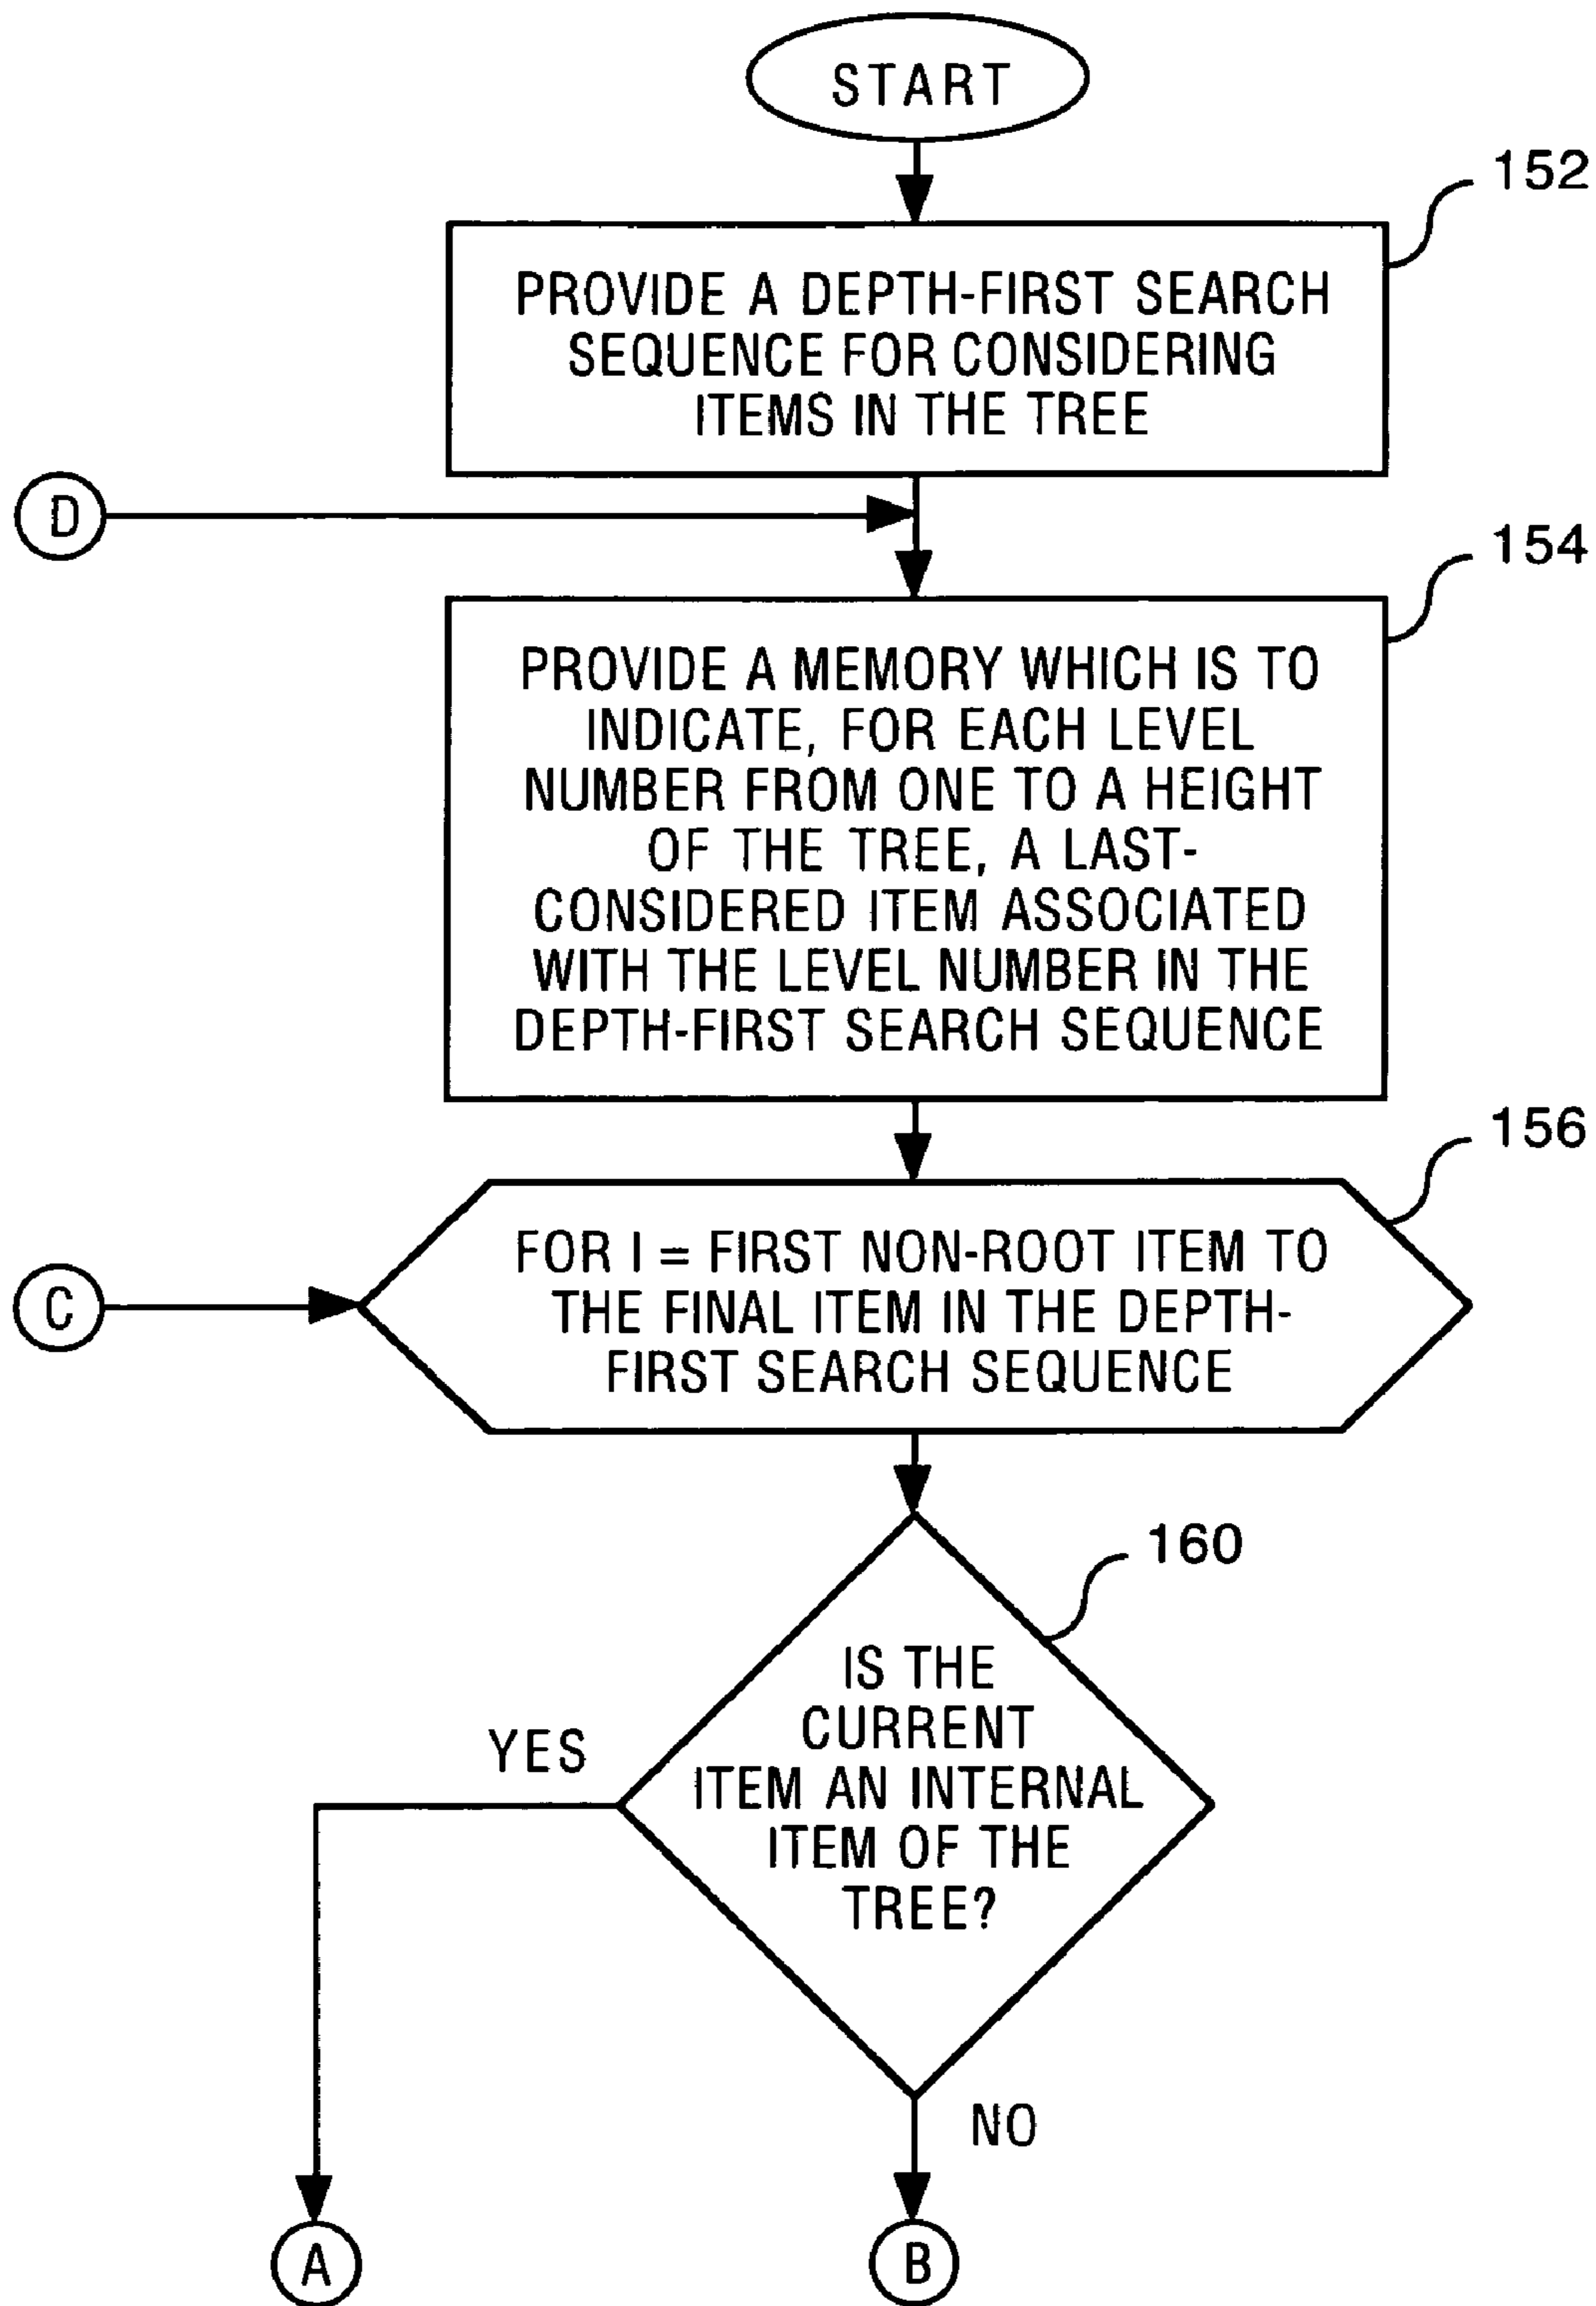 START
152
PROVIDE A DEPTH-FIRST SEARCH
SEQUENCE FOR CONSIDERING
ITEMS IN THE TREE
D
154
PROVIDE A MEMORY WHICH IS TO
INDICATE, FOR EACH LEVEL
NUMBER FROM ONE TO A HEIGHT
OF THE TREE, A LAST-
CONSIDERED ITEM ASSOCIATED
WITH THE LEVEL NUMBER IN THE
DEPTH-FIRST SEARCH SEQUENCE
156
C
FOR I = FIRST NON-ROOT ITEM TO
THE FINAL ITEM IN THE DEPTH-
FIRST SEARCH SEQUENCE
160
IS THE
CURRENT
ITEM AN INTERNAL
ITEM OF THE
TREE?
YES
NO
A
B